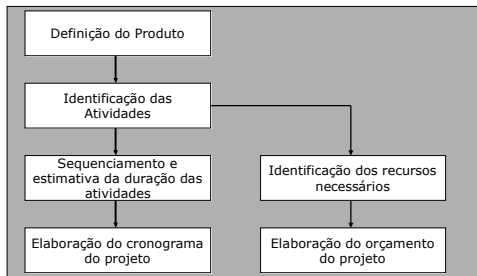 Definição do Produto
Identificação das
Atividades
Sequenciamento e
estimativa da duração das
atividades
Identificação dos recursos
necessários
Elaboração do cronograma
do projeto
Elaboração do orçamento
do projeto